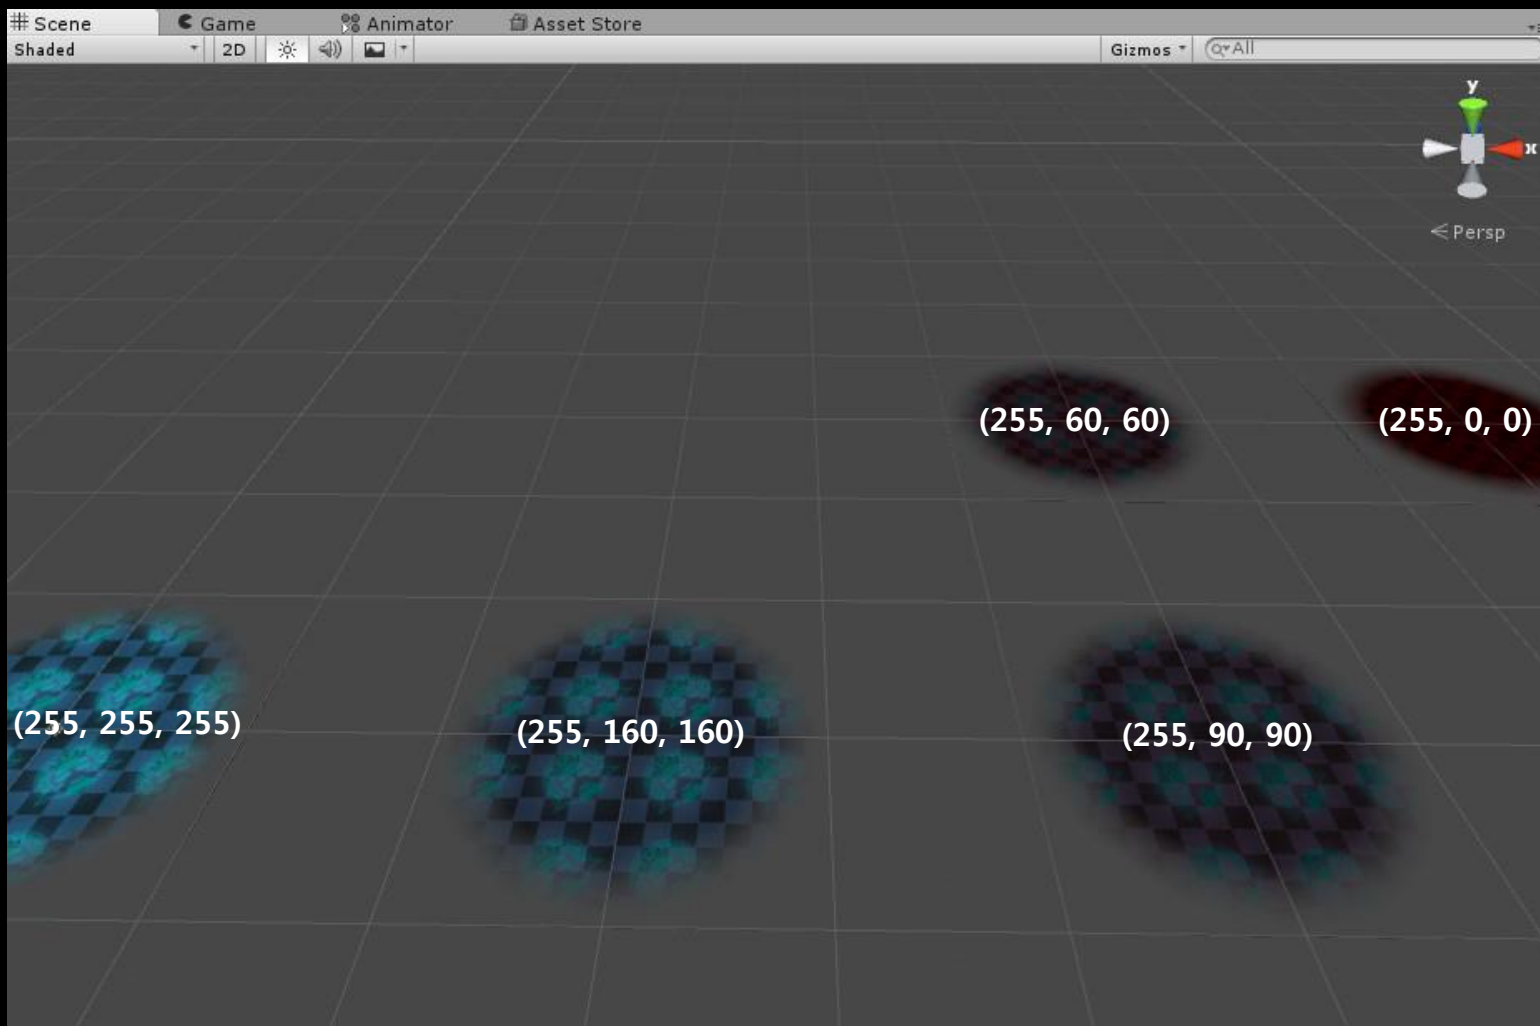 Scene
Game
Animator
Asset Store
Shaded
2D
Gizmos
All
y
x
Persp
(255, 60, 60)
(255, 0, 0)
(255, 255, 255)
(255, 160, 160)
(255, 90, 90)